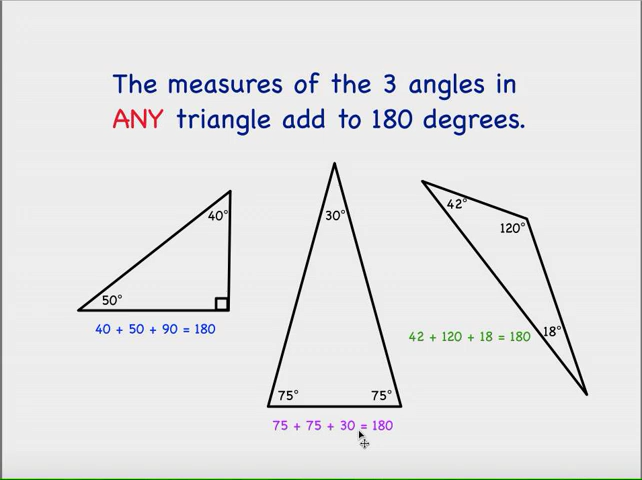 The measures of the 3 angles in
ANY triangle add to 180 degrees.
40°
50°
40 + 50 + 90 = 180
30°
75° 75°
75 + 75 + 30 = 180
42°
120°
18°
42 + 120 + 18 = 180